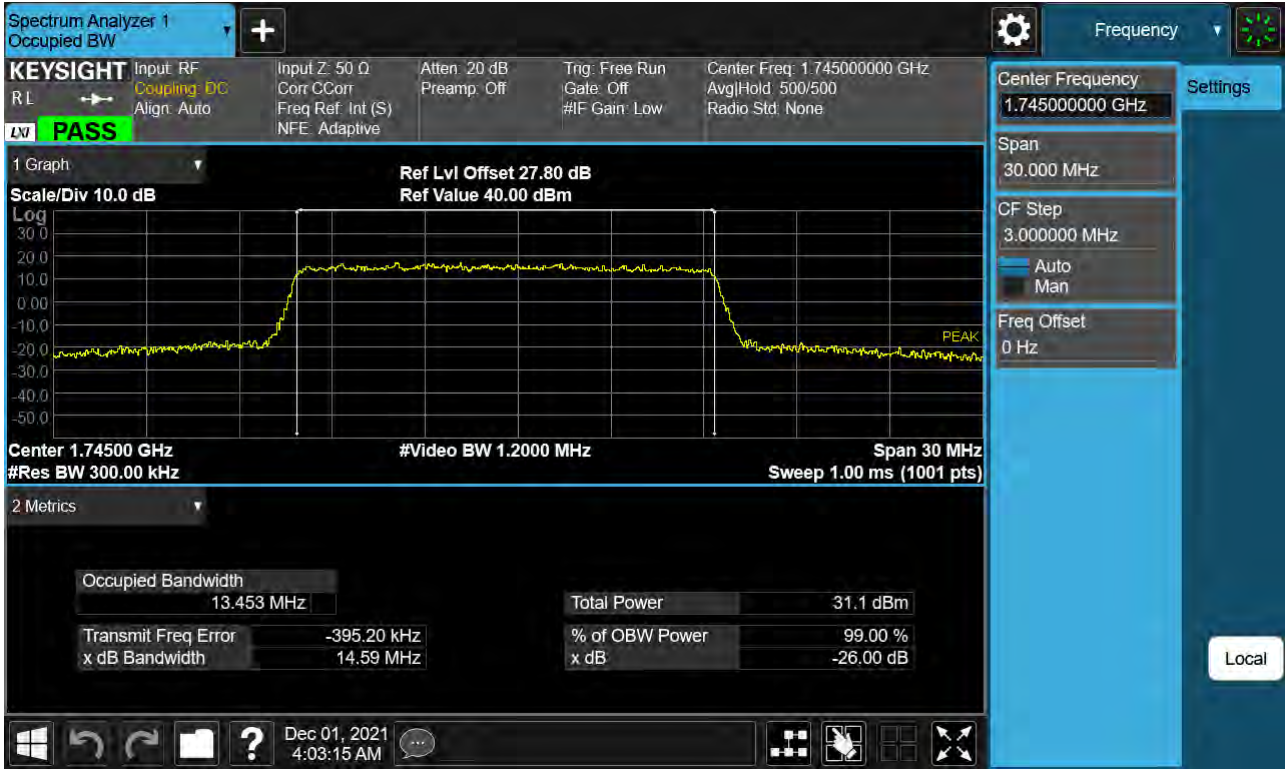 Spectrum Analyzer 1
Occupied BW
Frequency
KEYSIGHT
R L
LXI
PASS
Input: RF
Coupling: DC
Align: Auto
Input Z: 50 Ω
Corr CCorr
Freq Ref: Int (S)
NFE: Adaptive
Atten: 20 dB
Preamp: Off
Trig: Free Run
Gate: Off
#IF Gain: Low
Center Freq: 1.745000000 GHz
Avg|Hold: 500/500
Radio Std: None
Center Frequency
1.745000000 GHz
Settings
Span
30.000 MHz
CF Step
3.000000 MHz
Auto
Man
Freq Offset
0 Hz
1 Graph
Scale/Div 10.0 dB
Ref Lvl Offset 27.80 dB
Ref Value 40.00 dBm
Log
30.0
20.0
10.0
0.00
-10.0
-20.0
-30.0
-40.0
-50.0
PEAK
Center 1.74500 GHz
#Video BW 1.2000 MHz
Span 30 MHz
#Res BW 300.00 kHz
Sweep 1.00 ms (1001 pts)
2 Metrics
Occupied Bandwidth
13.453 MHz
Total Power 31.1 dBm
Transmit Freq Error -395.20 kHz
% of OBW Power 99.00 %
x dB Bandwidth 14.59 MHz
x dB -26.00 dB
Local
?
Dec 01, 2021
4:03:15 AM